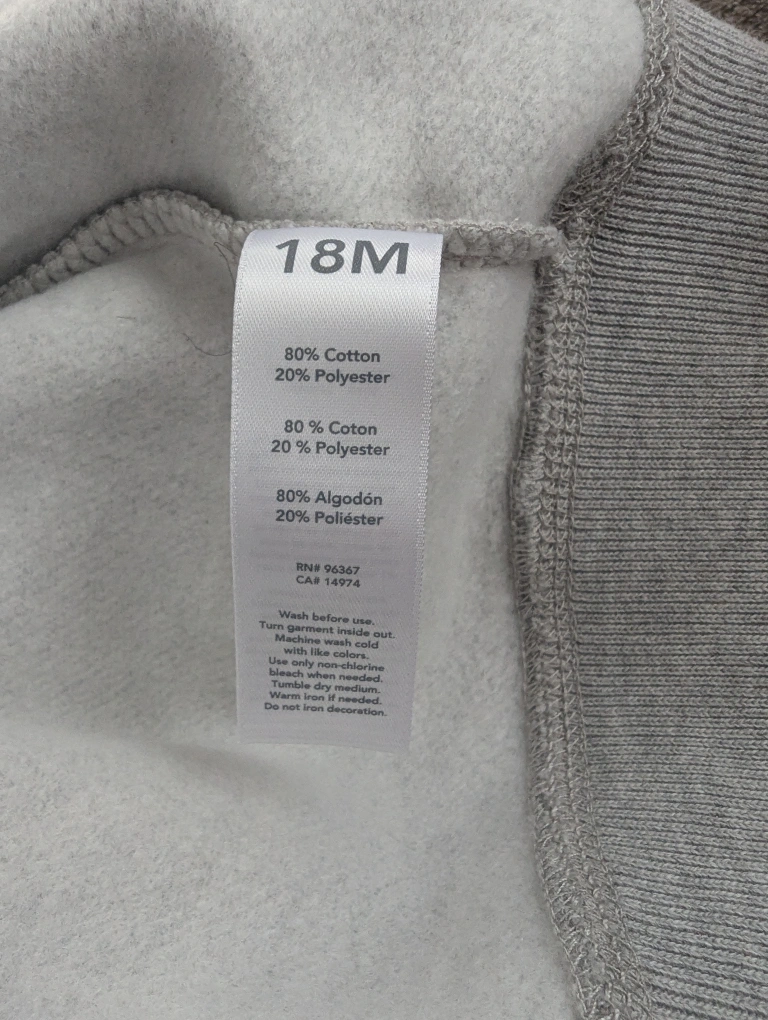 18M
80% Cotton
20% Polyester
80 % Coton
20 % Polyester
80% Algodón
20% Poliéster
RN# 96367
CA# 14974
Wash before use.
Turn garment inside out.
Machine wash cold
with like colors.
Use only non-chlorine
bleach when needed.
Tumble dry medium.
Warm iron if needed.
Do not iron decoration.